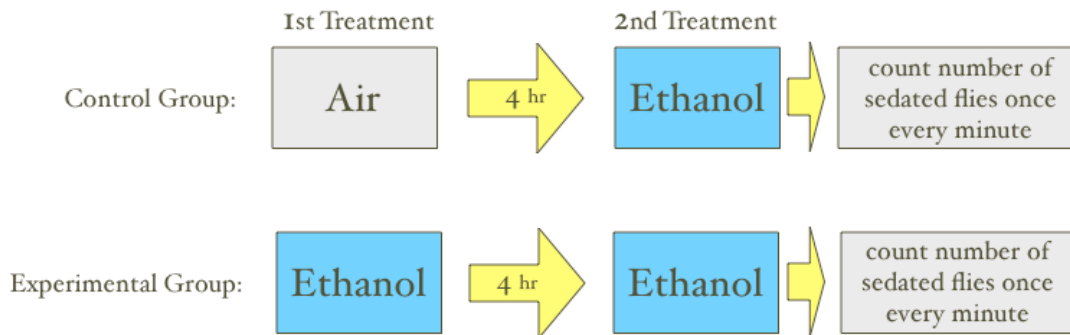 1st Treatment
2nd Treatment
Control Group:
Air
4 hr
Ethanol
count number of
sedated flies once
every minute
Experimental Group:
Ethanol
4 hr
Ethanol
count number of
sedated flies once
every minute